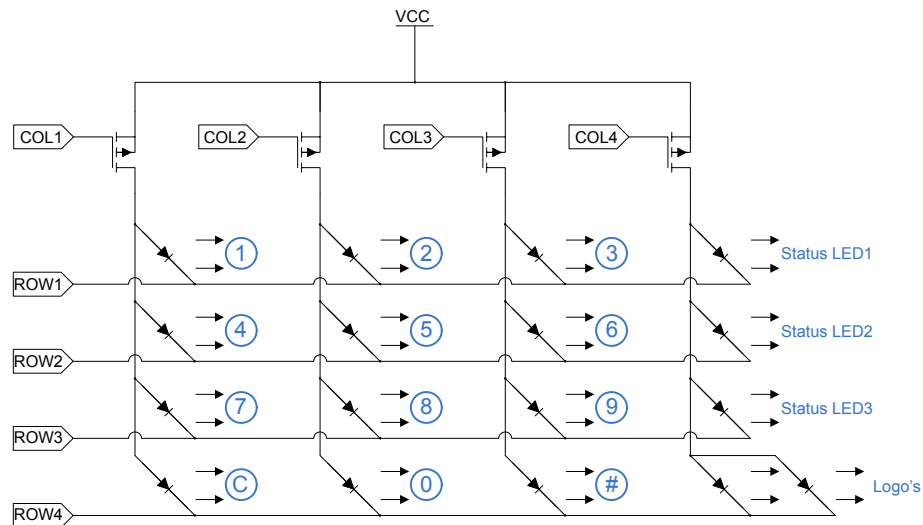 VCC
COL1 COL2 COL3 COL4
1 2 3 Status LED1
ROW1
4 5 6 Status LED2
ROW2
7 8 9 Status LED3
ROW3
C 0 # Logo's
ROW4